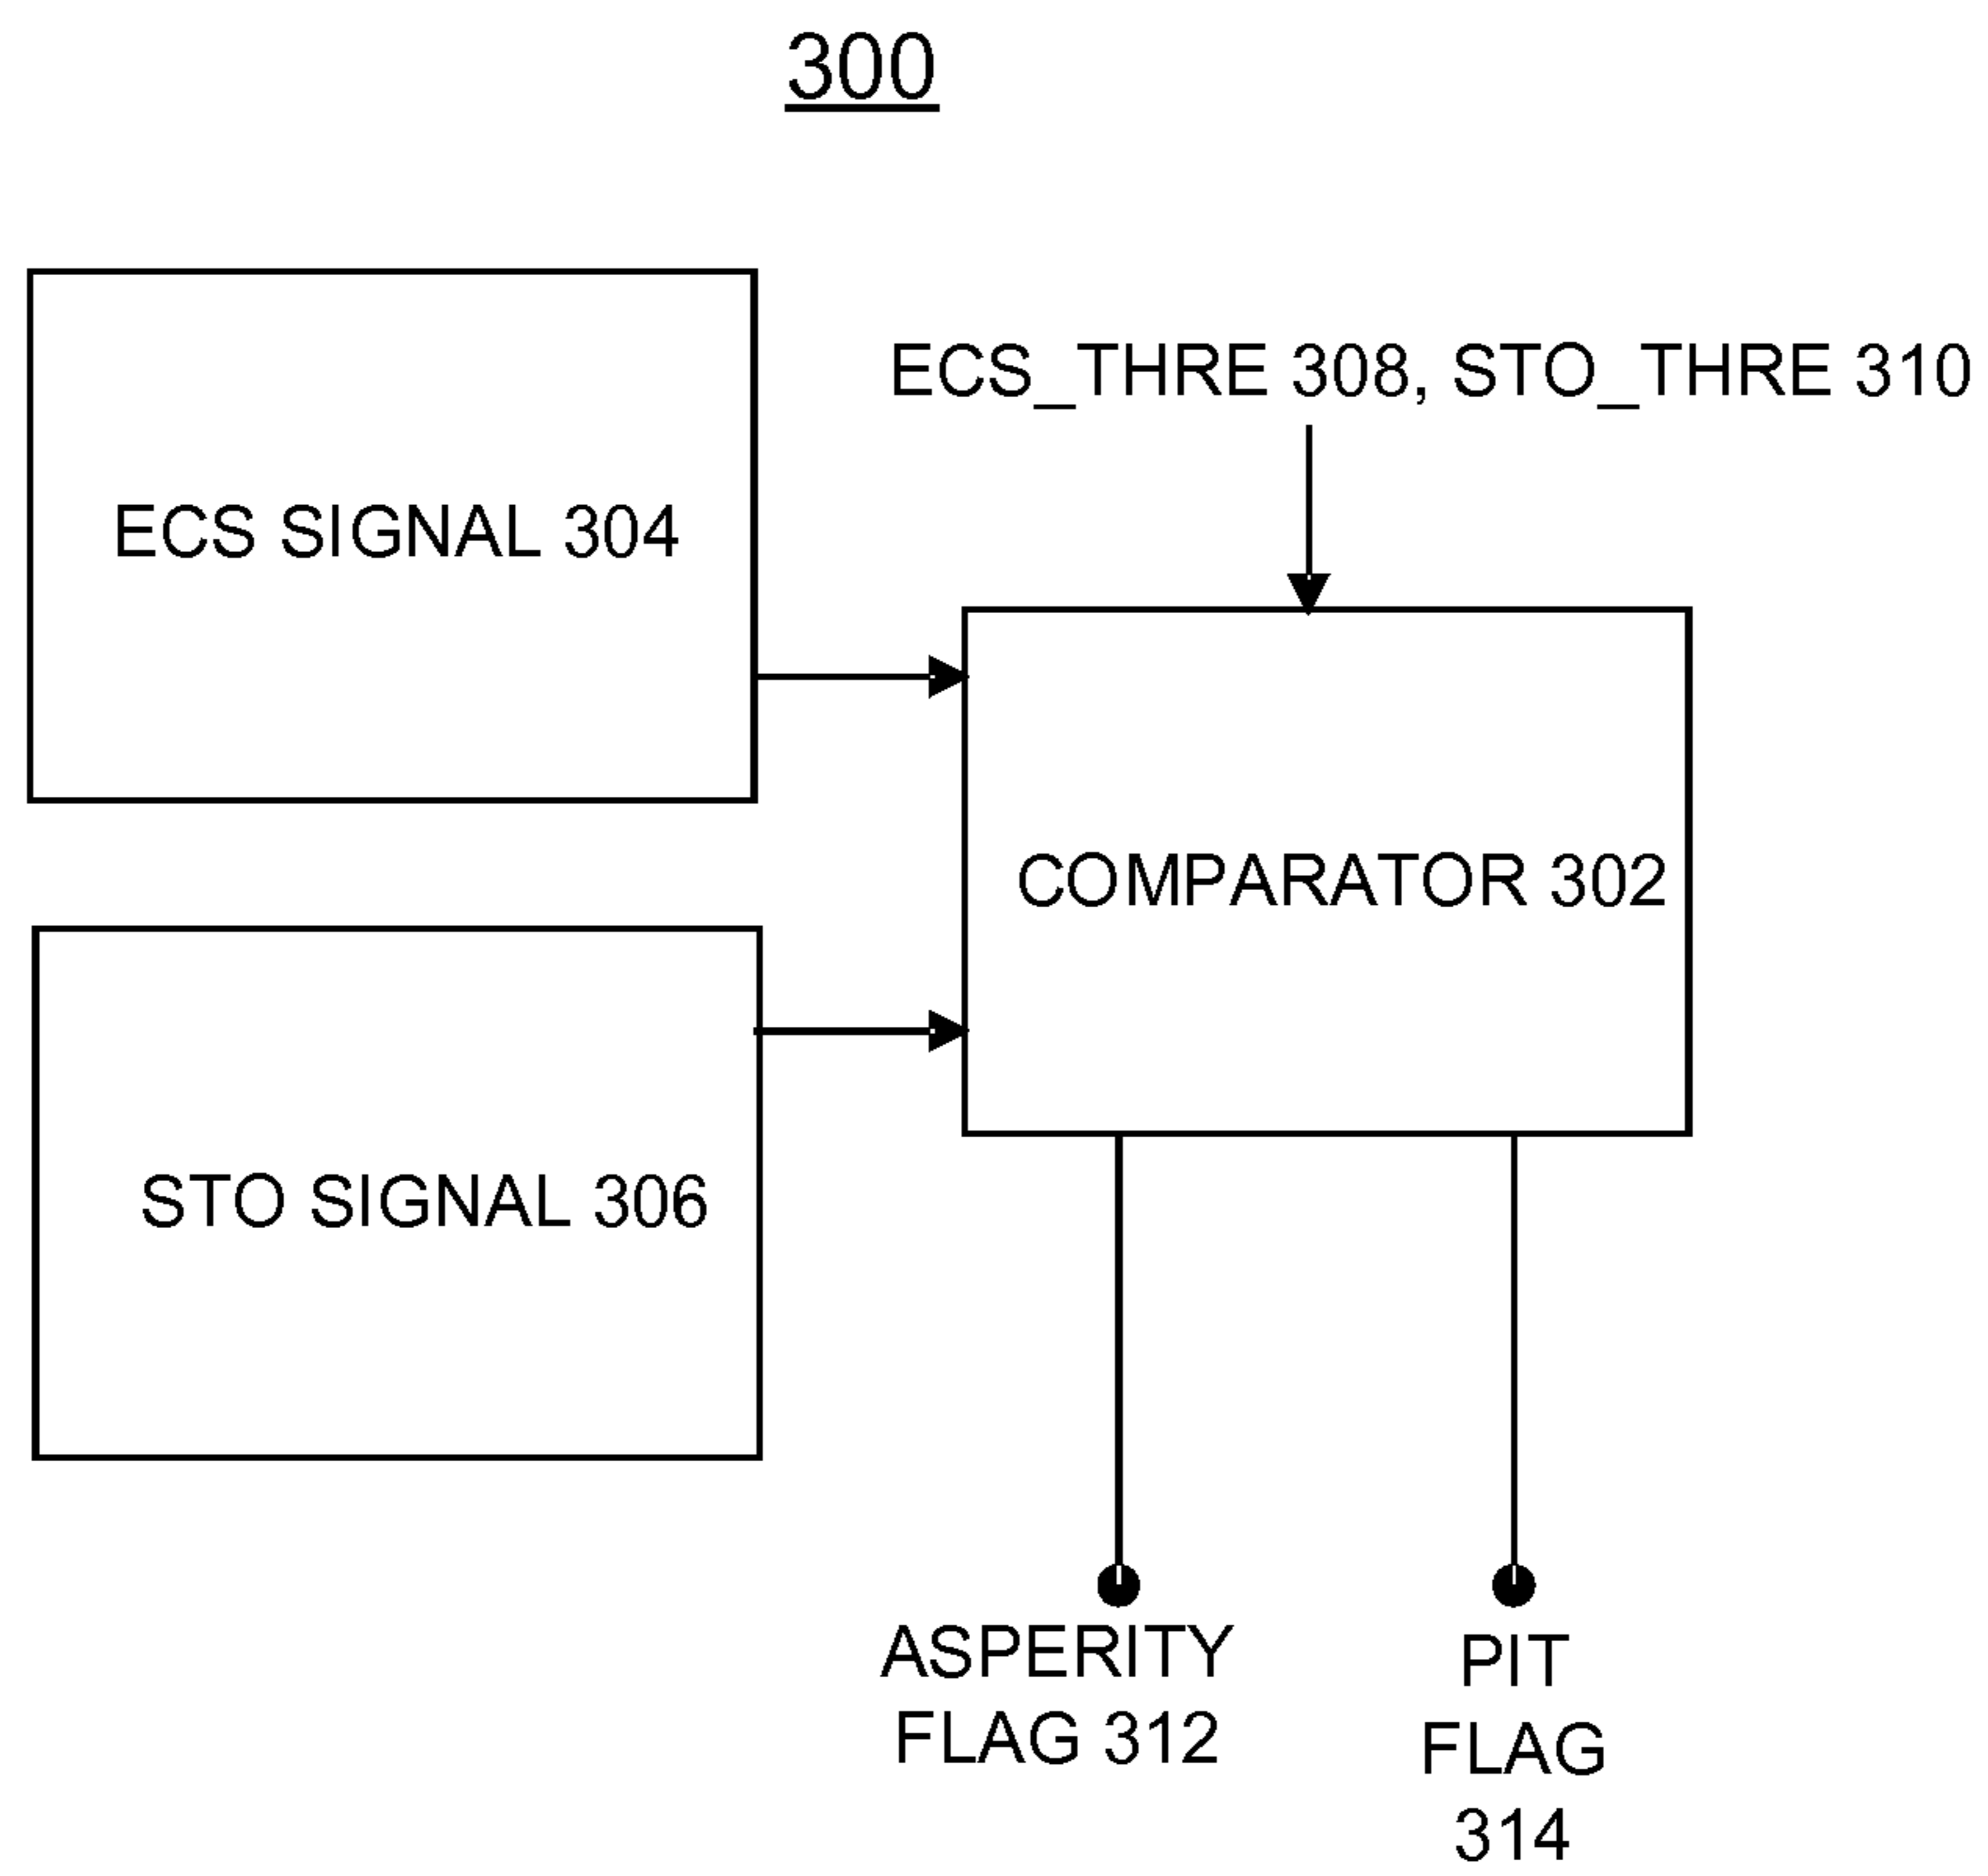 300
ECS_THRE 308, STO_THRE 310
ECS SIGNAL 304
COMPARATOR 302
STO SIGNAL 306
ASPERITY
FLAG 312
PIT
FLAG
314